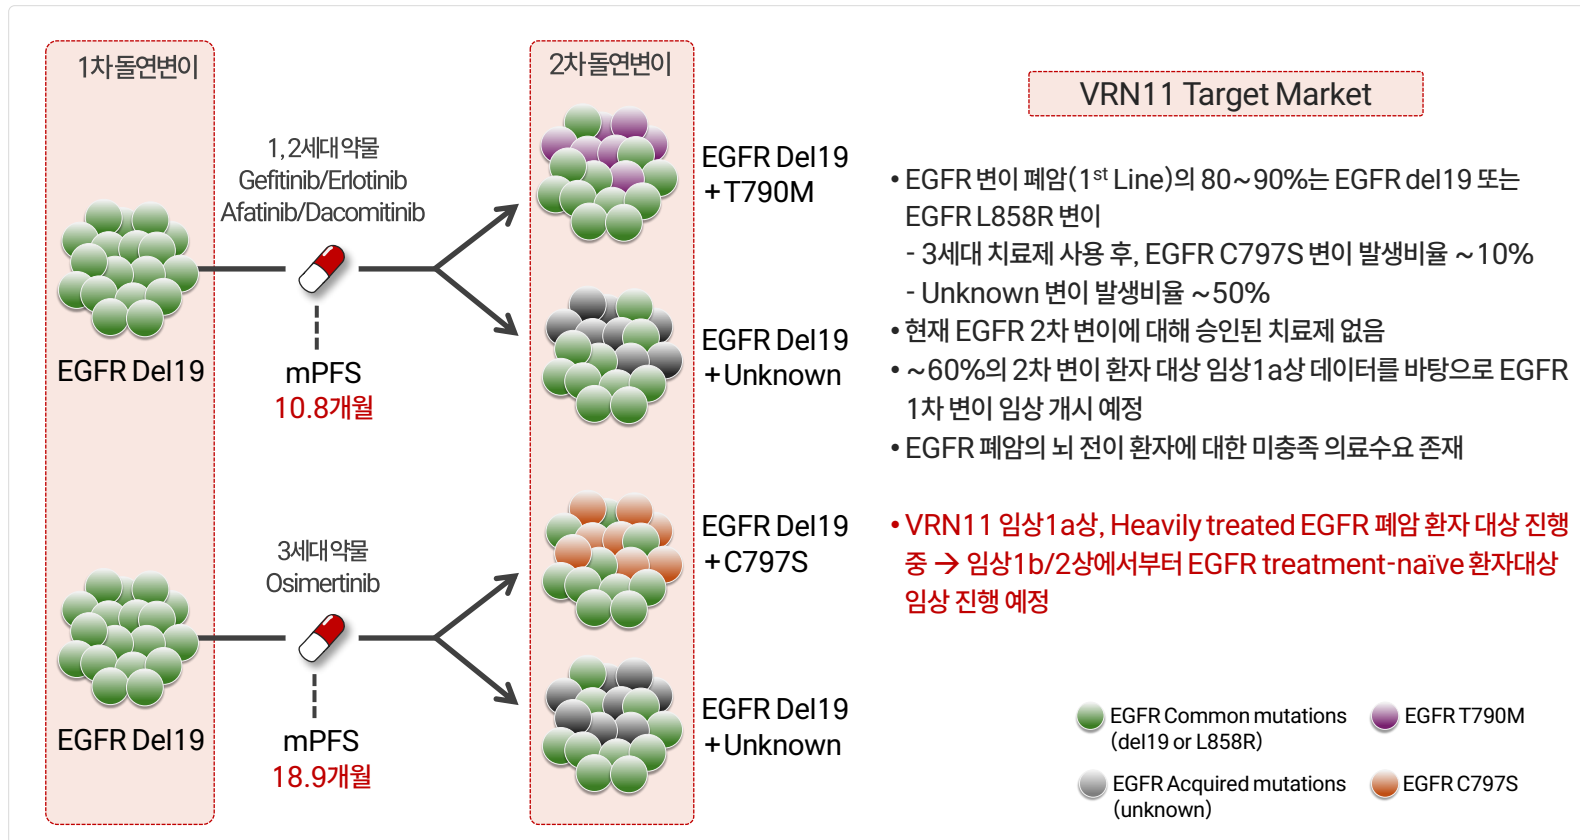 1차 돌연변이
1, 2세대 약물
Gefitinib/Erlotinib
Afatinib/Dacomitinib
EGFR Del19
mPFS
10.8개월
2차 돌연변이
EGFR Del19
+T790M
EGFR Del19
+Unknown
3세대 약물
Osimertinib
EGFR Del19
mPFS
18.9개월
EGFR Del19
+C797S
EGFR Del19
+Unknown
VRN11 Target Market
• EGFR 변이 폐암(1st Line)의 80~90%는 EGFR del19 또는
EGFR L858R 변이
- 3세대 치료제 사용 후, EGFR C797S 변이 발생비율 ~10%
- Unknown 변이 발생비율 ~50%
• 현재 EGFR 2차 변이에 대해 승인된 치료제 없음
• ~60%의 2차 변이 환자 대상 임상1a상 데이터를 바탕으로 EGFR
1차 변이 임상 개시 예정
• EGFR 폐암의 뇌 전이 환자에 대한 미충족 의료수요 존재
• VRN11 임상1a상, Heavily treated EGFR 폐암 환자 대상 진행
중 → 임상1b/2상에서부터 EGFR treatment-naïve 환자대상
임상 진행 예정
EGFR Common mutations
(del19 or L858R)
EGFR T790M
EGFR Acquired mutations
(unknown)
EGFR C797S